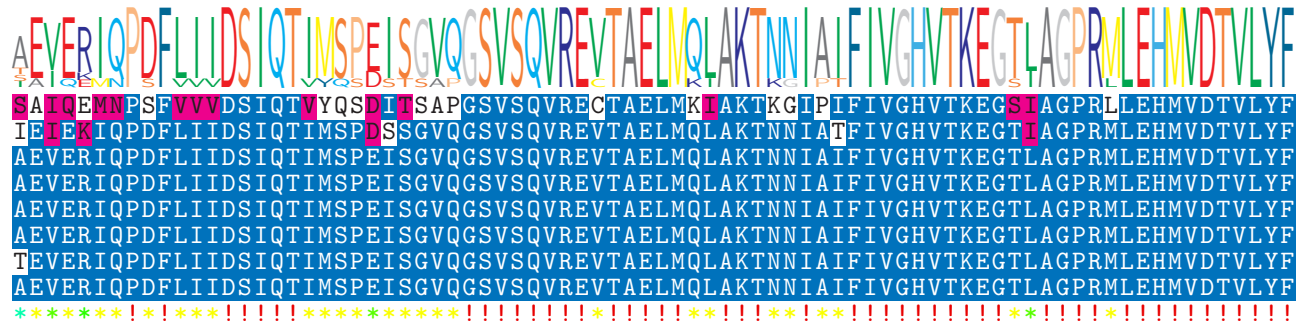 AEVERIQPDFLIIDSIQTIMSPEISGVQGSVSQVREVTAELMQLAKTNNIAIFIVGHVTKEGTLAGPRMLEHMVDTVLYF
SAIQEMNPSFVVVDSIQTVYQSDITSAPGSVSQVRECTAELMKIAKTKGIPIFIVGHVTKEGSIAGPRLLEHMVDTVLYF
IEIEKIQPDFLIIDSIQTIMSPDSSGVQGSVSQVREVTAELMQLAKTNNIATFIVGHVTKEGTIAGPRMLEHMVDTVLYF
AEVERIQPDFLIIDSIQTIMSPEISGVQGSVSQVREVTAELMQLAKTNNIAIFIVGHVTKEGTLAGPRMLEHMVDTVLYF
AEVERIQPDFLIIDSIQTIMSPEISGVQGSVSQVREVTAELMQLAKTNNIAIFIVGHVTKEGTLAGPRMLEHMVDTVLYF
AEVERIQPDFLIIDSIQTIMSPEISGVQGSVSQVREVTAELMQLAKTNNIAIFIVGHVTKEGTLAGPRMLEHMVDTVLYF
AEVERIQPDFLIIDSIQTIMSPEISGVQGSVSQVREVTAELMQLAKTNNIAIFIVGHVTKEGTLAGPRMLEHMVDTVLYF
TEVERIQPDFLIIDSIQTIMSPEISGVQGSVSQVREVTAELMQLAKTNNIAIFIVGHVTKEGTLAGPRMLEHMVDTVLYF
AEVERIQPDFLIIDSIQTIMSPEISGVQGSVSQVREVTAELMQLAKTNNIAIFIVGHVTKEGTLAGPRMLEHMVDTVLYF
*******!*!***!!!!!**********!!!!!!!!*!!!!!**!!!**!**!!!!!!!!!!**!!!!*!!!!!!!!!!!